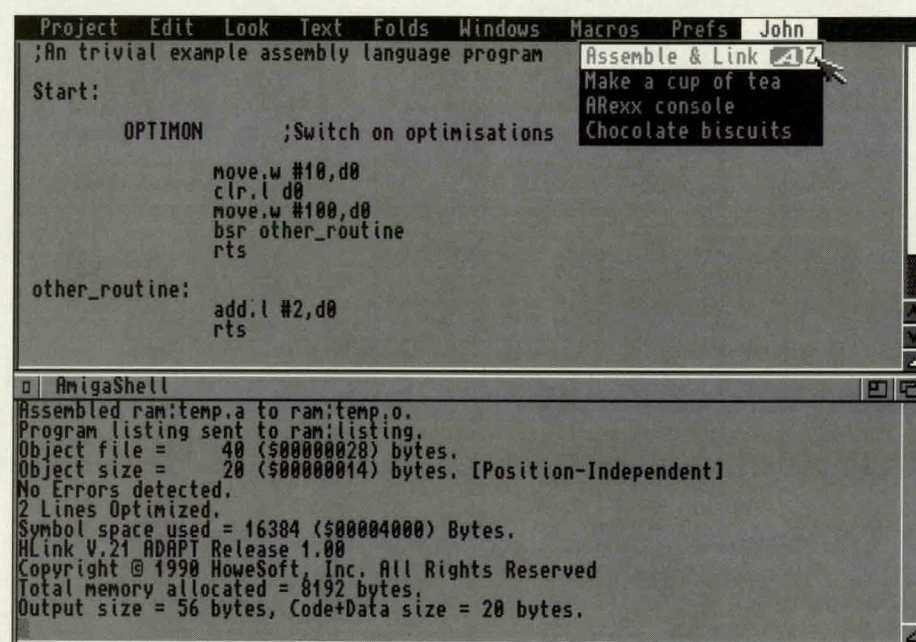 Project Edit Look Text Folds Windows Macros Prefs John
;An trivial example assembly language program
Assemble & Link AZ
Make a cup of tea
ARexx console
Chocolate biscuits
Start:
OPTIMON ;Switch on optimisations
move.w #10,d0
clr.l d0
move.w #100,d0
bsr other_routine
rts
other_routine:
add.l #2,d0
rts
AmigaShell
Assembled ram:temp.a to ram:temp.o.
Program listing sent to ram:listing.
Object file = 40 ($00000028) bytes.
Object size = 20 ($00000014) bytes. [Position-Independent]
No Errors detected.
2 Lines Optimized.
Symbol space used = 16384 ($00004000) Bytes.
HLink V.21 ADAPT Release 1.00
Copyright © 1990 HoweSoft, Inc. All Rights Reserved
Total memory allocated = 8192 bytes.
Output size = 56 bytes, Code+Data size = 20 bytes.